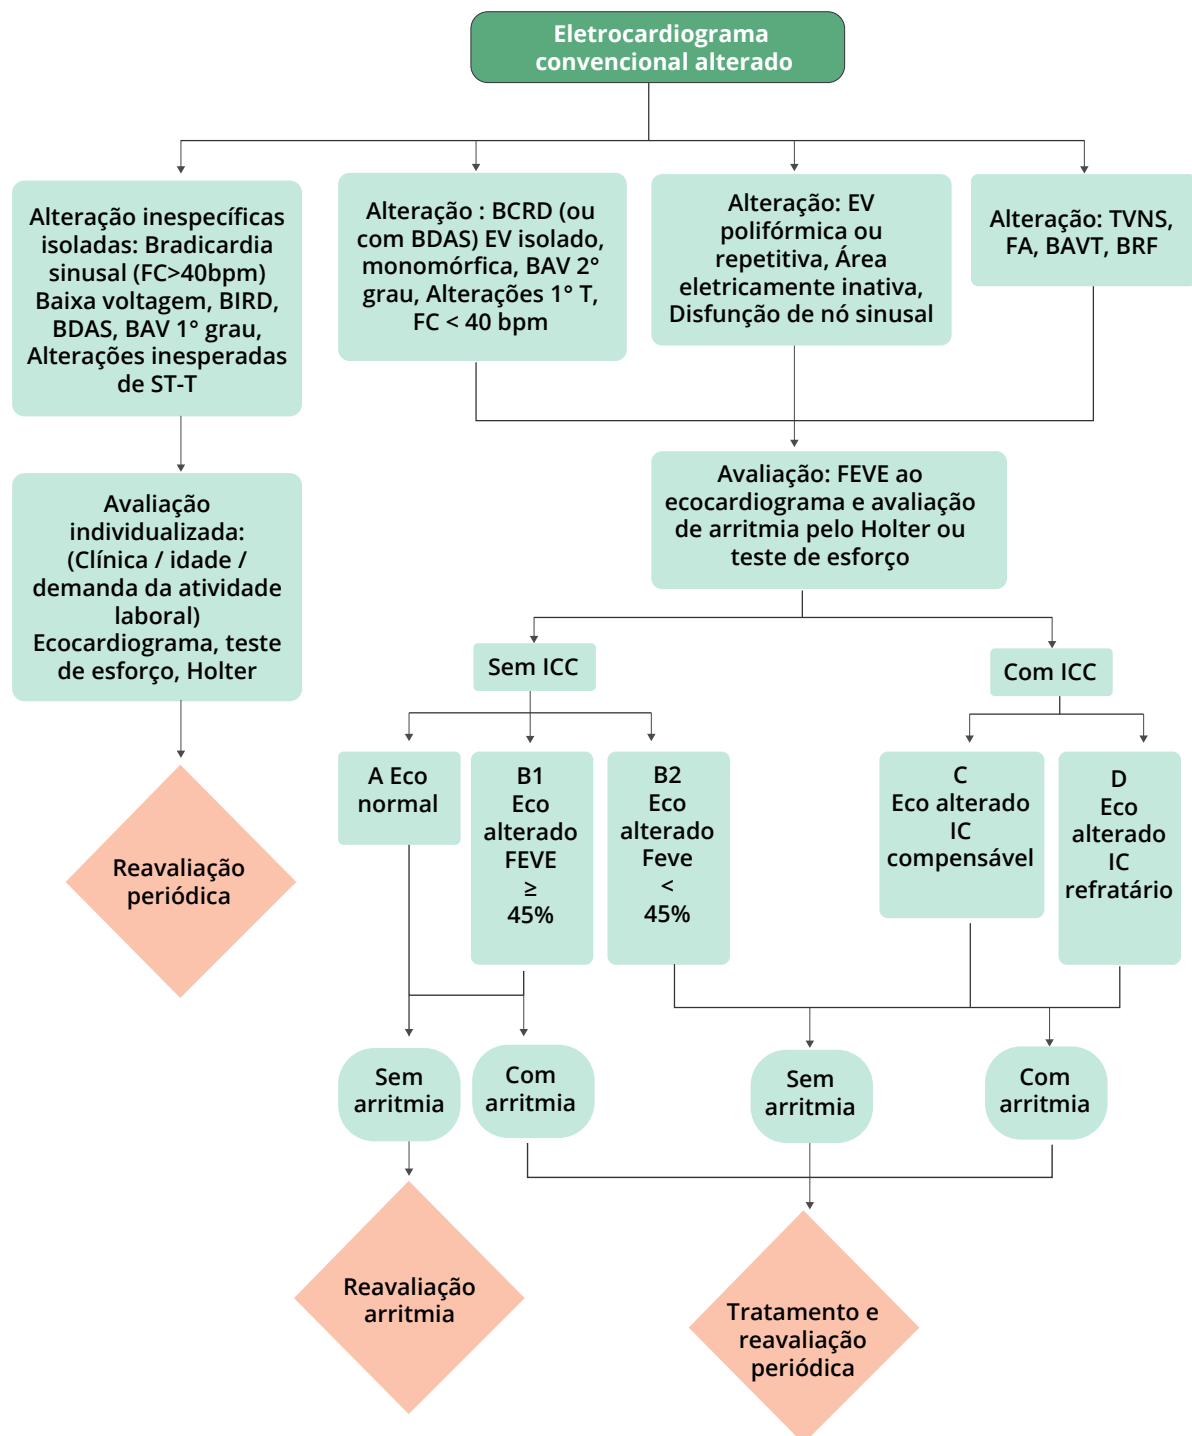 Eletrocardiograma
convencional alterado
Alteração inespecíficas
isoladas: Bradicardia
sinusal (FC>40bpm)
Baixa voltagem, BIRD,
BDAS, BAV 1° grau,
Alterações inesperadas
de ST-T
Alteração : BCRD (ou
com BDAS) EV isolado,
monomórfica, BAV 2°
grau, Alterações 1° T,
FC < 40 bpm
Alteração: EV
polifórmica ou
repetitiva, Área
eletricamente inativa,
Disfunção de nó sinusal
Alteração: TVNS,
FA, BAVT, BRF
Avaliação
individualizada:
(Clínica / idade /
demanda da atividade
laboral)
Ecocardiograma, teste
de esforço, Holter
Avaliação: FEVE ao
ecocardiograma e avaliação
de arritmia pelo Holter ou
teste de esforço
Sem ICC
Com ICC
Reavaliação
periódica
A Eco
normal
B1
Eco
alterado
FEVE
≥
45%
B2
Eco
alterado
Feve
<
45%
C
Eco alterado
IC
compensável
D
Eco
alterado
IC
refratário
Sem
arritmia
Com
arritmia
Sem
arritmia
Com
arritmia
Reavaliação
arritmia
Tratamento e
reavaliação
periódica